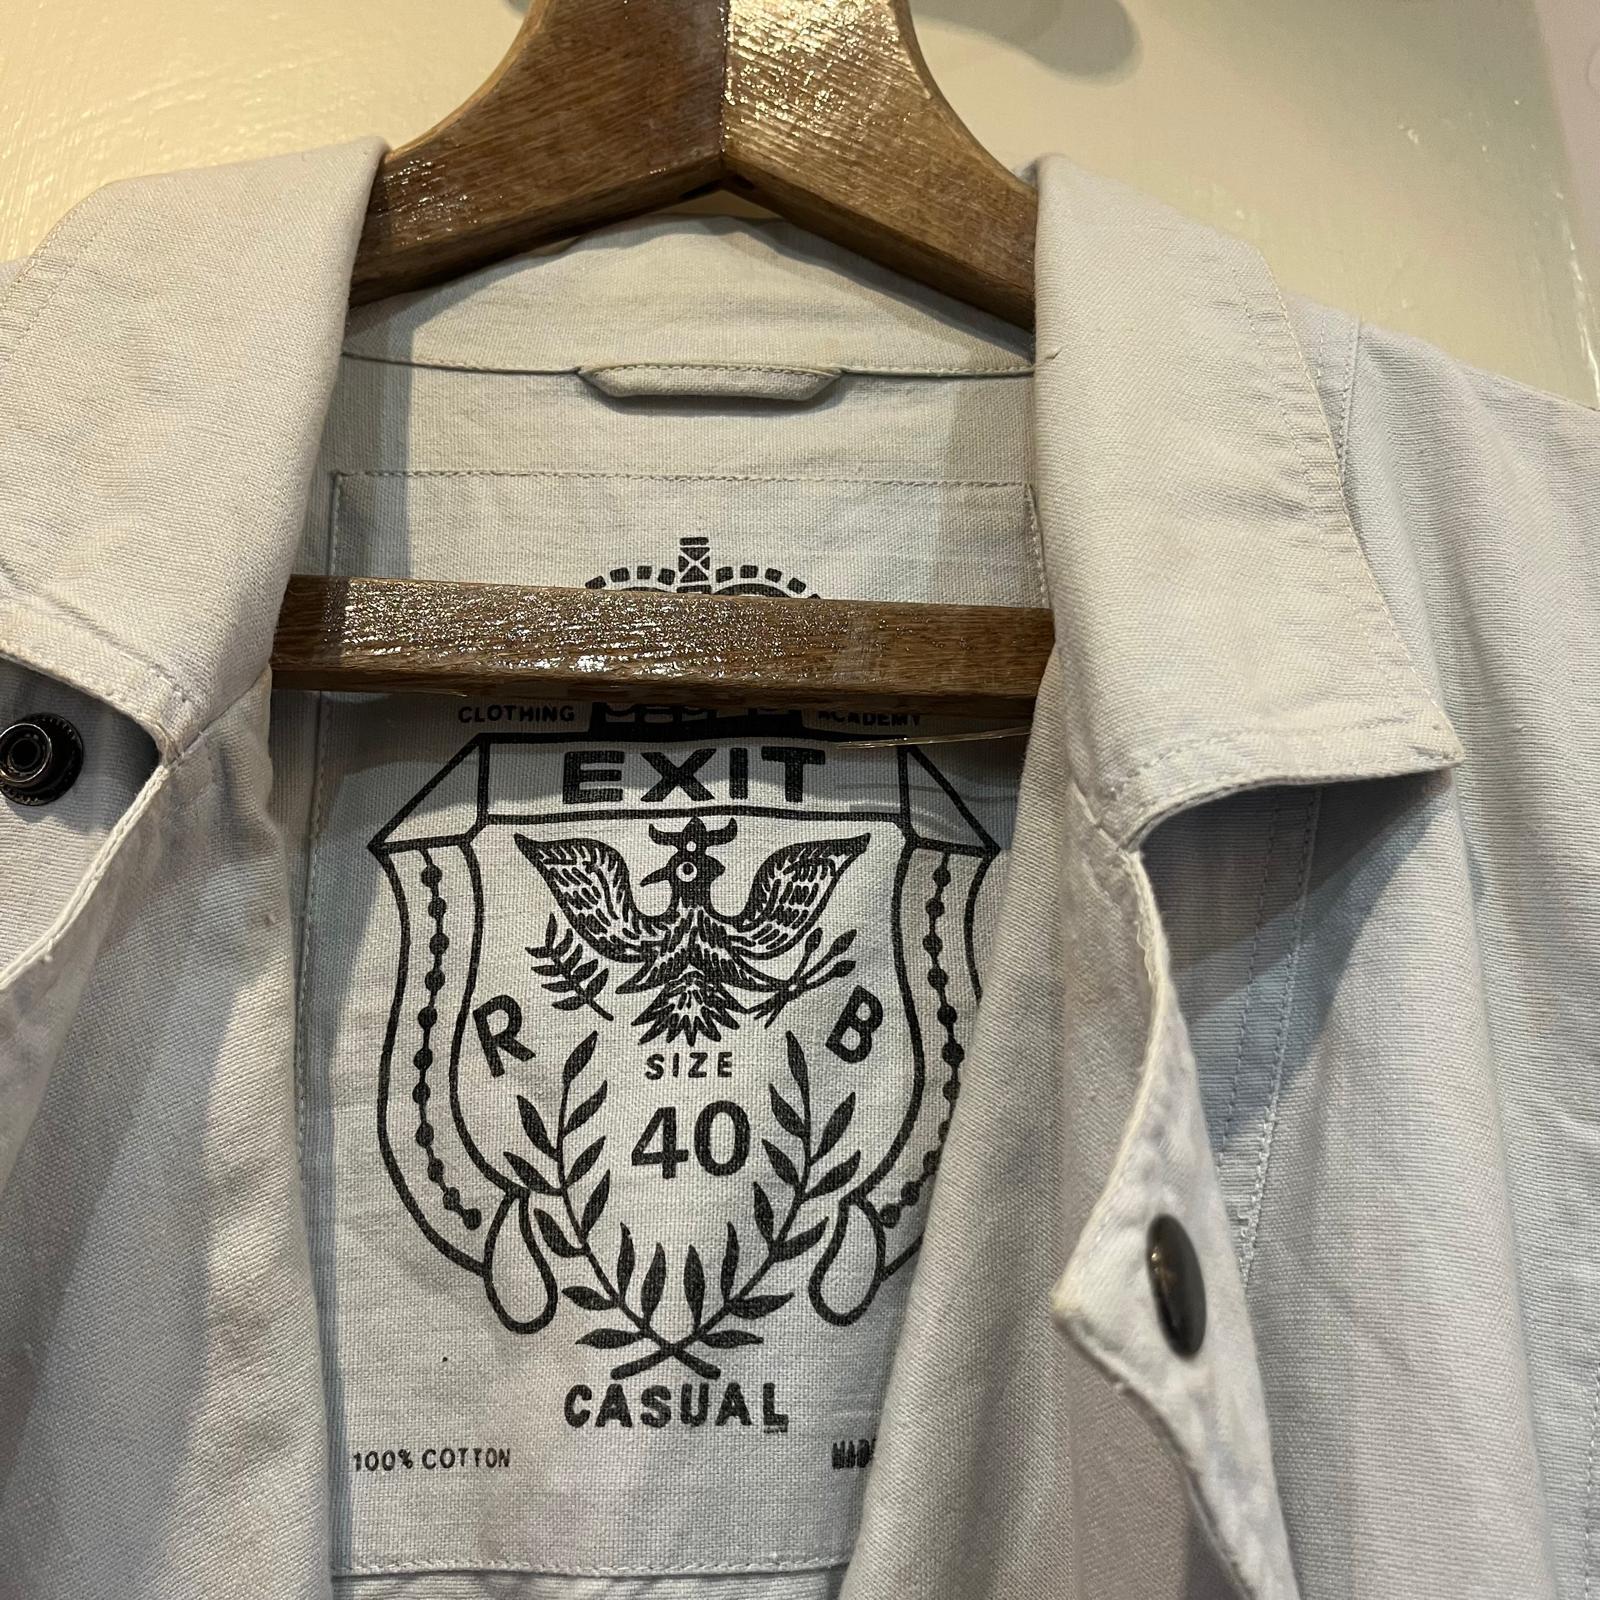 CLOTHING ACADEMY
EXIT
R B
SIZE
40
CASUAL
100% COTTON